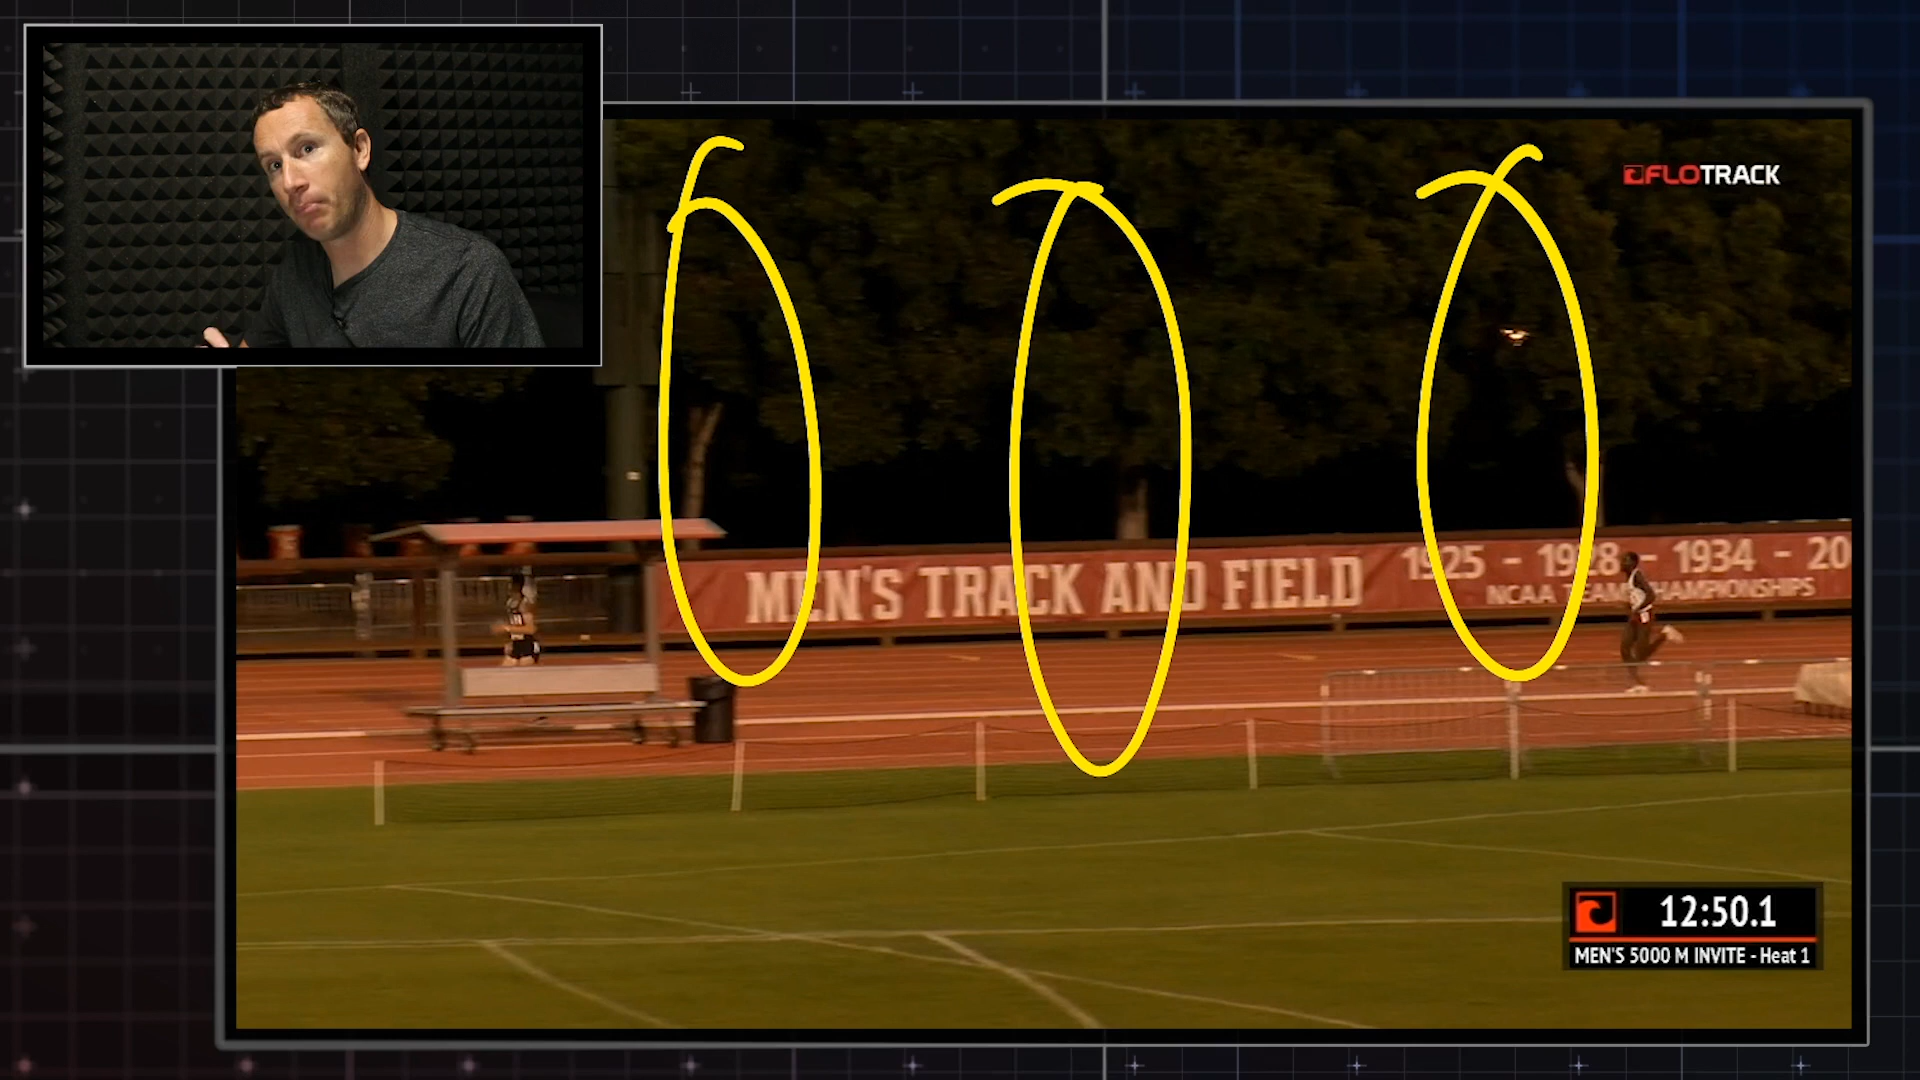 FLOTRACK
MEN'S TRACK AND FIELD
1925 - 1928 - 1934 - 20
NCAA TEAM CHAMPIONSHIPS
12:50.1
MEN'S 5000 M INVITE - Heat 1